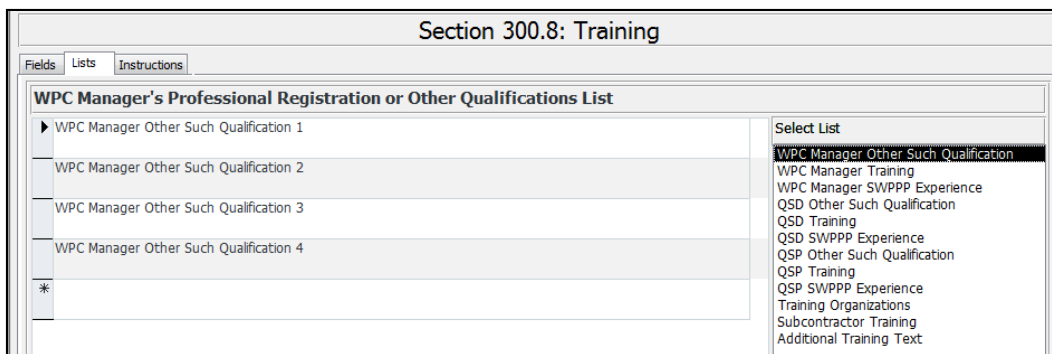 Section 300.8: Training
Fields Lists Instructions
WPC Manager's Professional Registration or Other Qualifications List
WPC Manager Other Such Qualification 1
WPC Manager Other Such Qualification 2
WPC Manager Other Such Qualification 3
WPC Manager Other Such Qualification 4
Select List
WPC Manager Other Such Qualification
WPC Manager Training
WPC Manager SWPPP Experience
QSD Other Such Qualification
QSD Training
QSD SWPPP Experience
QSP Other Such Qualification
QSP Training
QSP SWPPP Experience
Training Organizations
Subcontractor Training
Additional Training Text